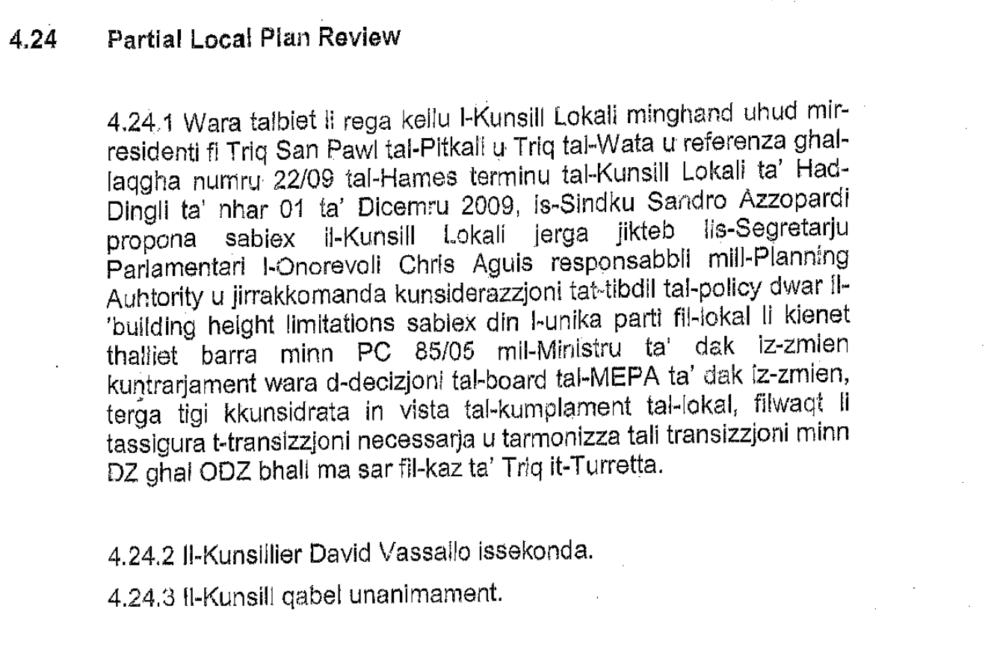 4.24 Partial Local Plan Review
4.24.1 Wara talbiet li rega kellu l-Kunsill Lokali minghand uhud mir-
residenti fi Triq San Pawl tal-Pitkali u Triq tal-Wata u referenza ghal-
laqgha numru 22/09 tal-Hames terminu tal-Kunsill Lokali ta' Had-
Dingli ta' nhar 01 ta' Dicemru 2009, is-Sindku Sandro Azzopardi
propona sabiex il-Kunsill Lokali jerga jikteb lis-Segretarju
Parlamentari l-Onorevoli Chris Aguis responsabbli mill-Planning
Auhtority u jirrakkomanda kunsiderazzjoni tat-tibdil tal-policy dwar il-
'building height limitations sabiex din l-unika parti fil-lokal li kienet
thalliet barra minn PC 85/05 mil-Ministru ta' dak iz-zmien
kuntrarjament wara d-decizjoni tal-board tal-MEPA ta' dak iz-zmien,
terga tigi kkunsidrata in vista tal-kumplament tal-lokal, filwaqt li
tassigura t-transizzjoni necessarja u tarmonizza tali transizzjoni minn
DZ ghal ODZ bhall ma sar fil-kaz ta' Triq it-Turretta.
4.24.2 Il-Kunsillier David Vassallo issekonda.
4.24.3 Il-Kunsill qabel unanimament.